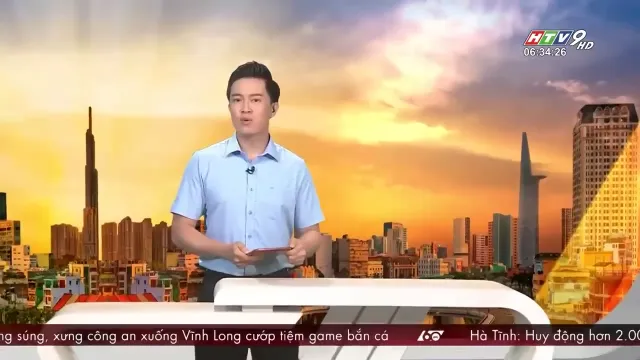 HTV9 HD
06:34:26
ng súng, xưng công an xuống Vĩnh Long cướp tiệm game bắn cá
Hà Tĩnh: Huy động hơn 2.00